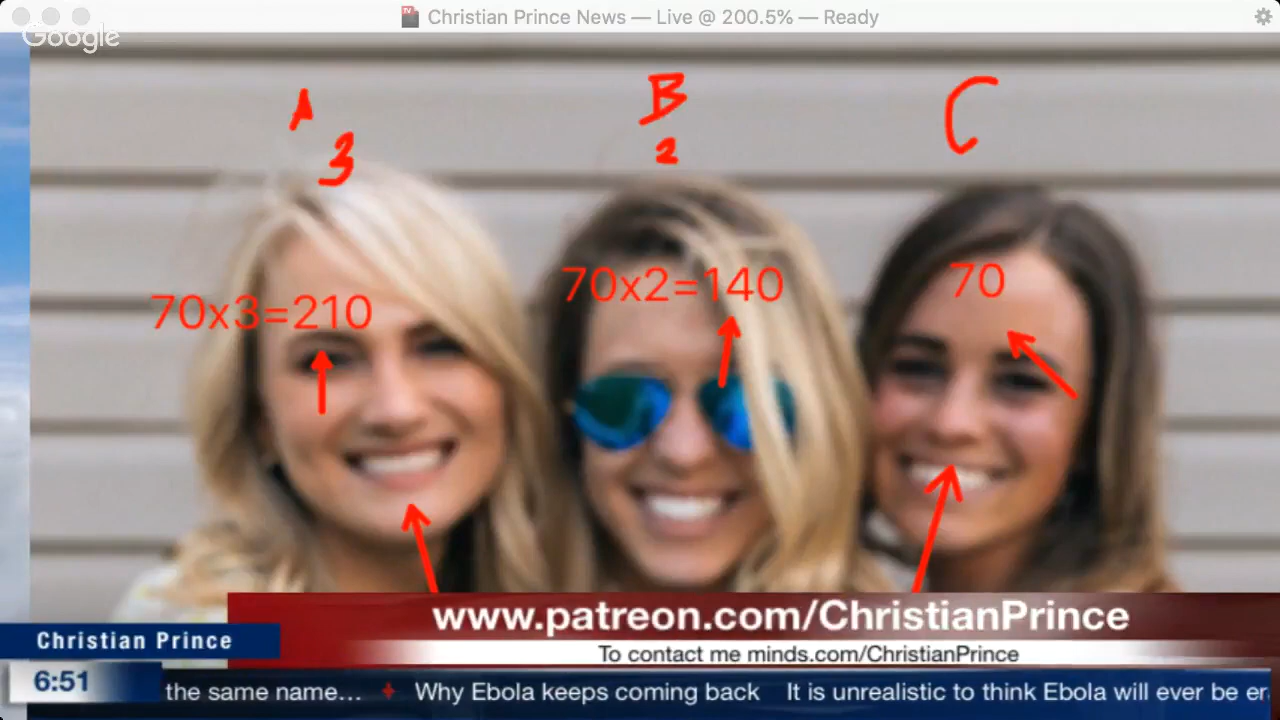 Christian Prince News — Live @ 200.5% — Ready
Google
A
B
C
3
2
70x3=210
70x2=140
70
www.patreon.com/ChristianPrince
To contact me minds.com/ChristianPrince
Christian Prince
6:51
the same name... Why Ebola keeps coming back It is unrealistic to think Ebola will ever be